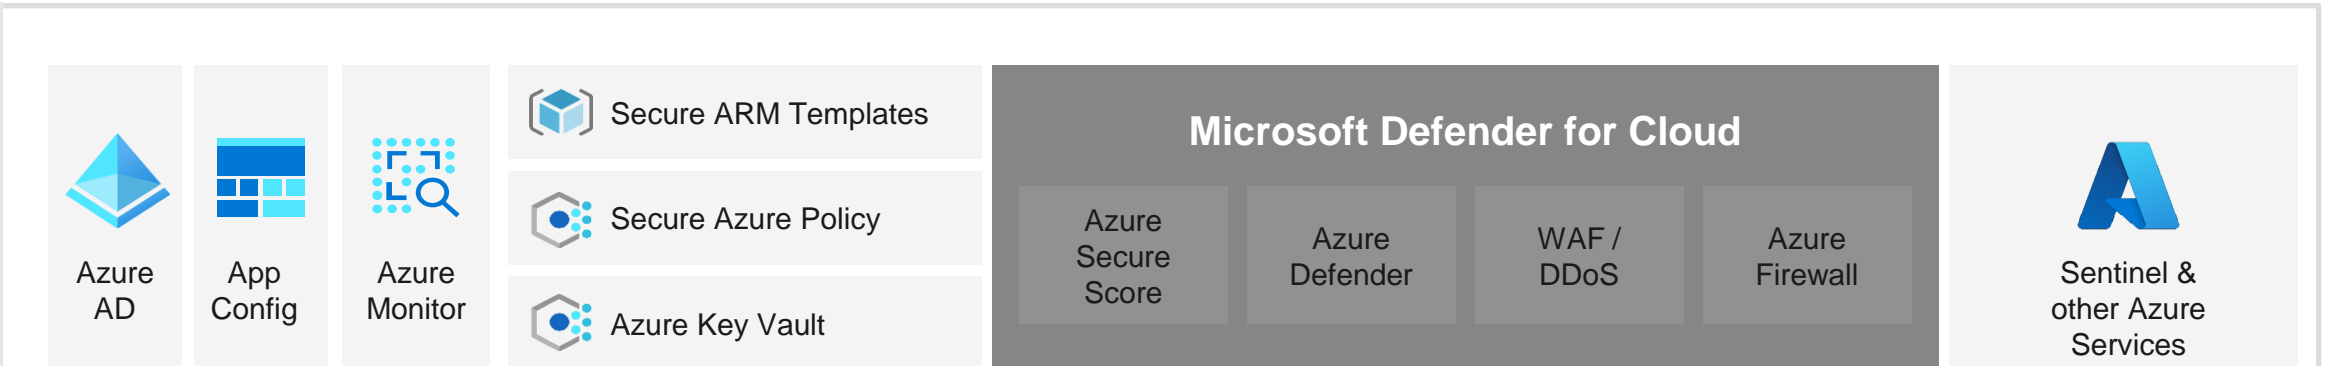 Azure
AD
App
Config
Azure
Monitor
Secure ARM Templates
Secure Azure Policy
Azure Key Vault
Microsoft Defender for Cloud
Azure
Secure
Score
Azure
Defender
WAF /
DDoS
Azure
Firewall
Sentinel &
other Azure
Services